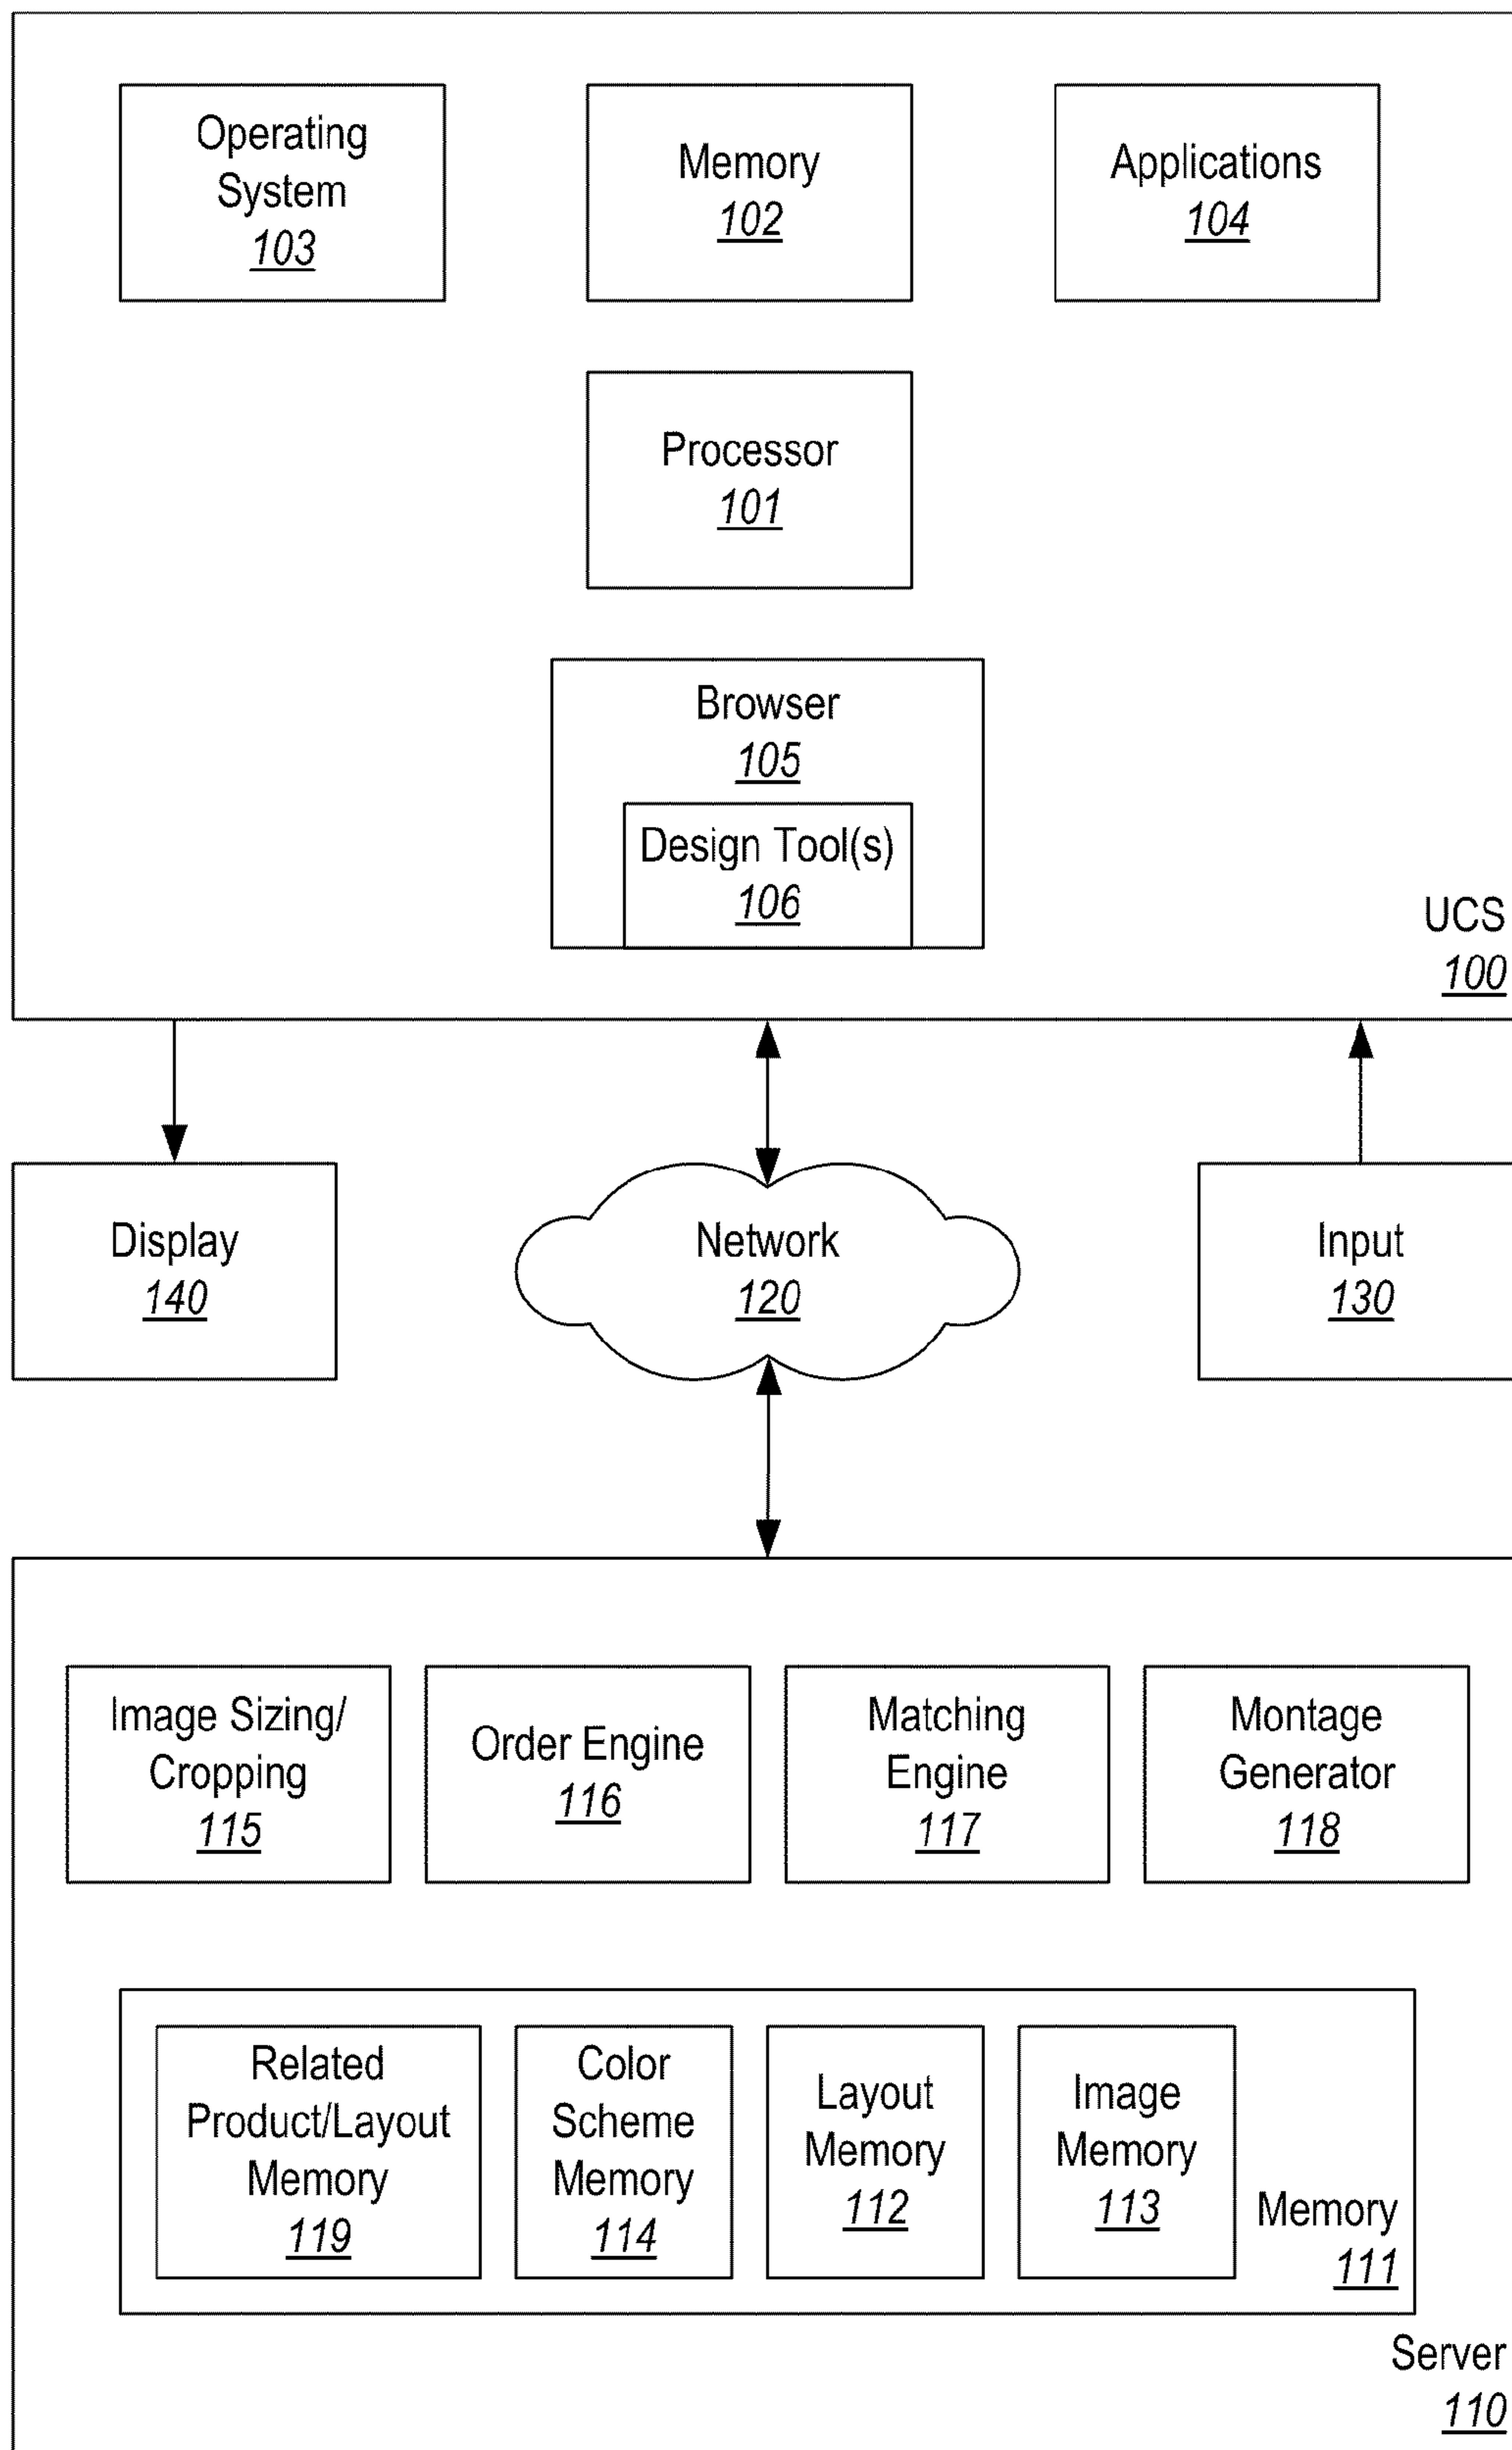 Operating
System
103
Memory
102
Applications
104
Processor
101
Browser
105
Design Tool(s)
106
UCS
100
Display
140
Network
120
Input
130
Image Sizing/
Cropping
115
Order Engine
116
Matching
Engine
117
Montage
Generator
118
Related
Product/Layout
Memory
119
Color
Scheme
Memory
114
Layout
Memory
112
Image
Memory
113
Memory
111
Server
110